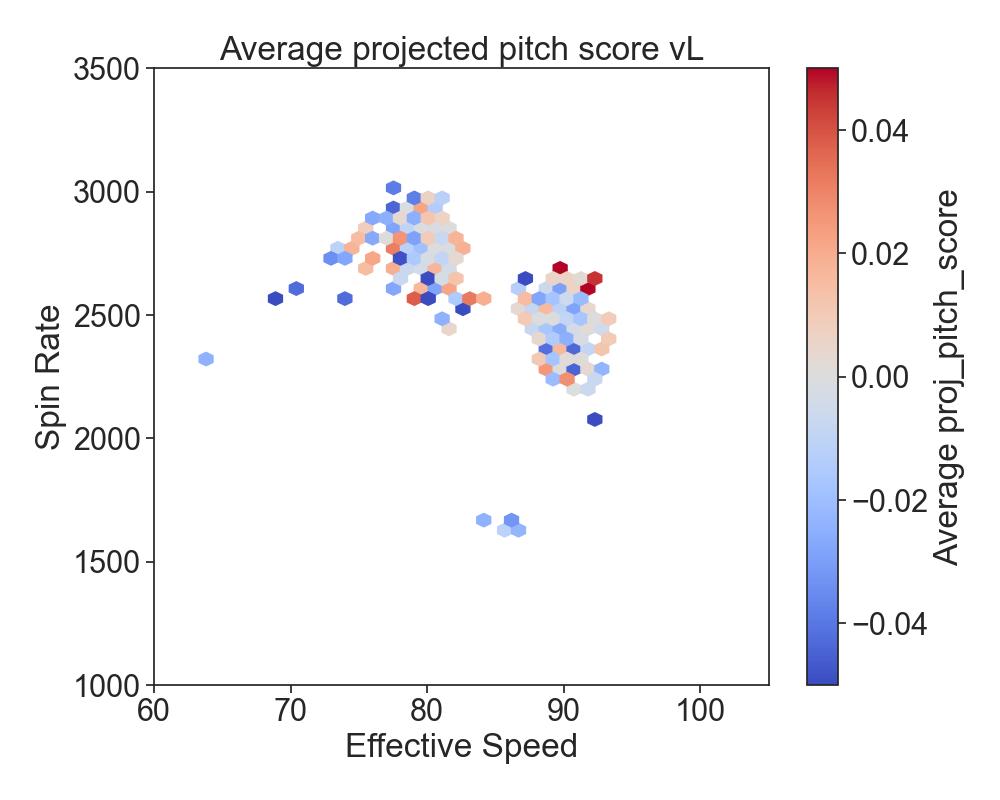 Average projected pitch score vL
3500
3000
2500
2000
1500
1000
Spin Rate
60 70 80 90 100
Effective Speed
0.04
0.02
0.00
−0.02
−0.04
Average proj_pitch_score